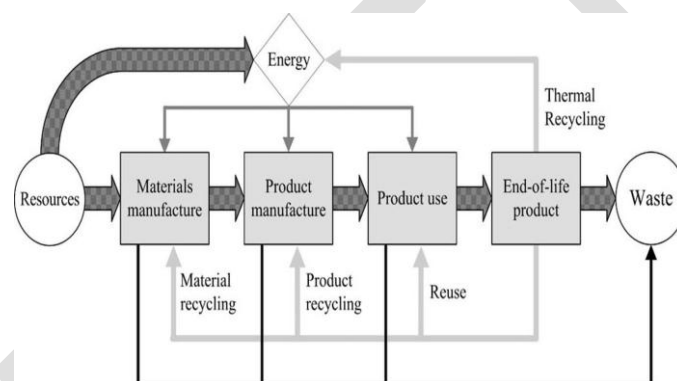 Energy
Thermal
Recycling
Resources
Materials
manufacture
Product
manufacture
Product use
End-of-life
product
Waste
Material
recycling
Product
recycling
Reuse